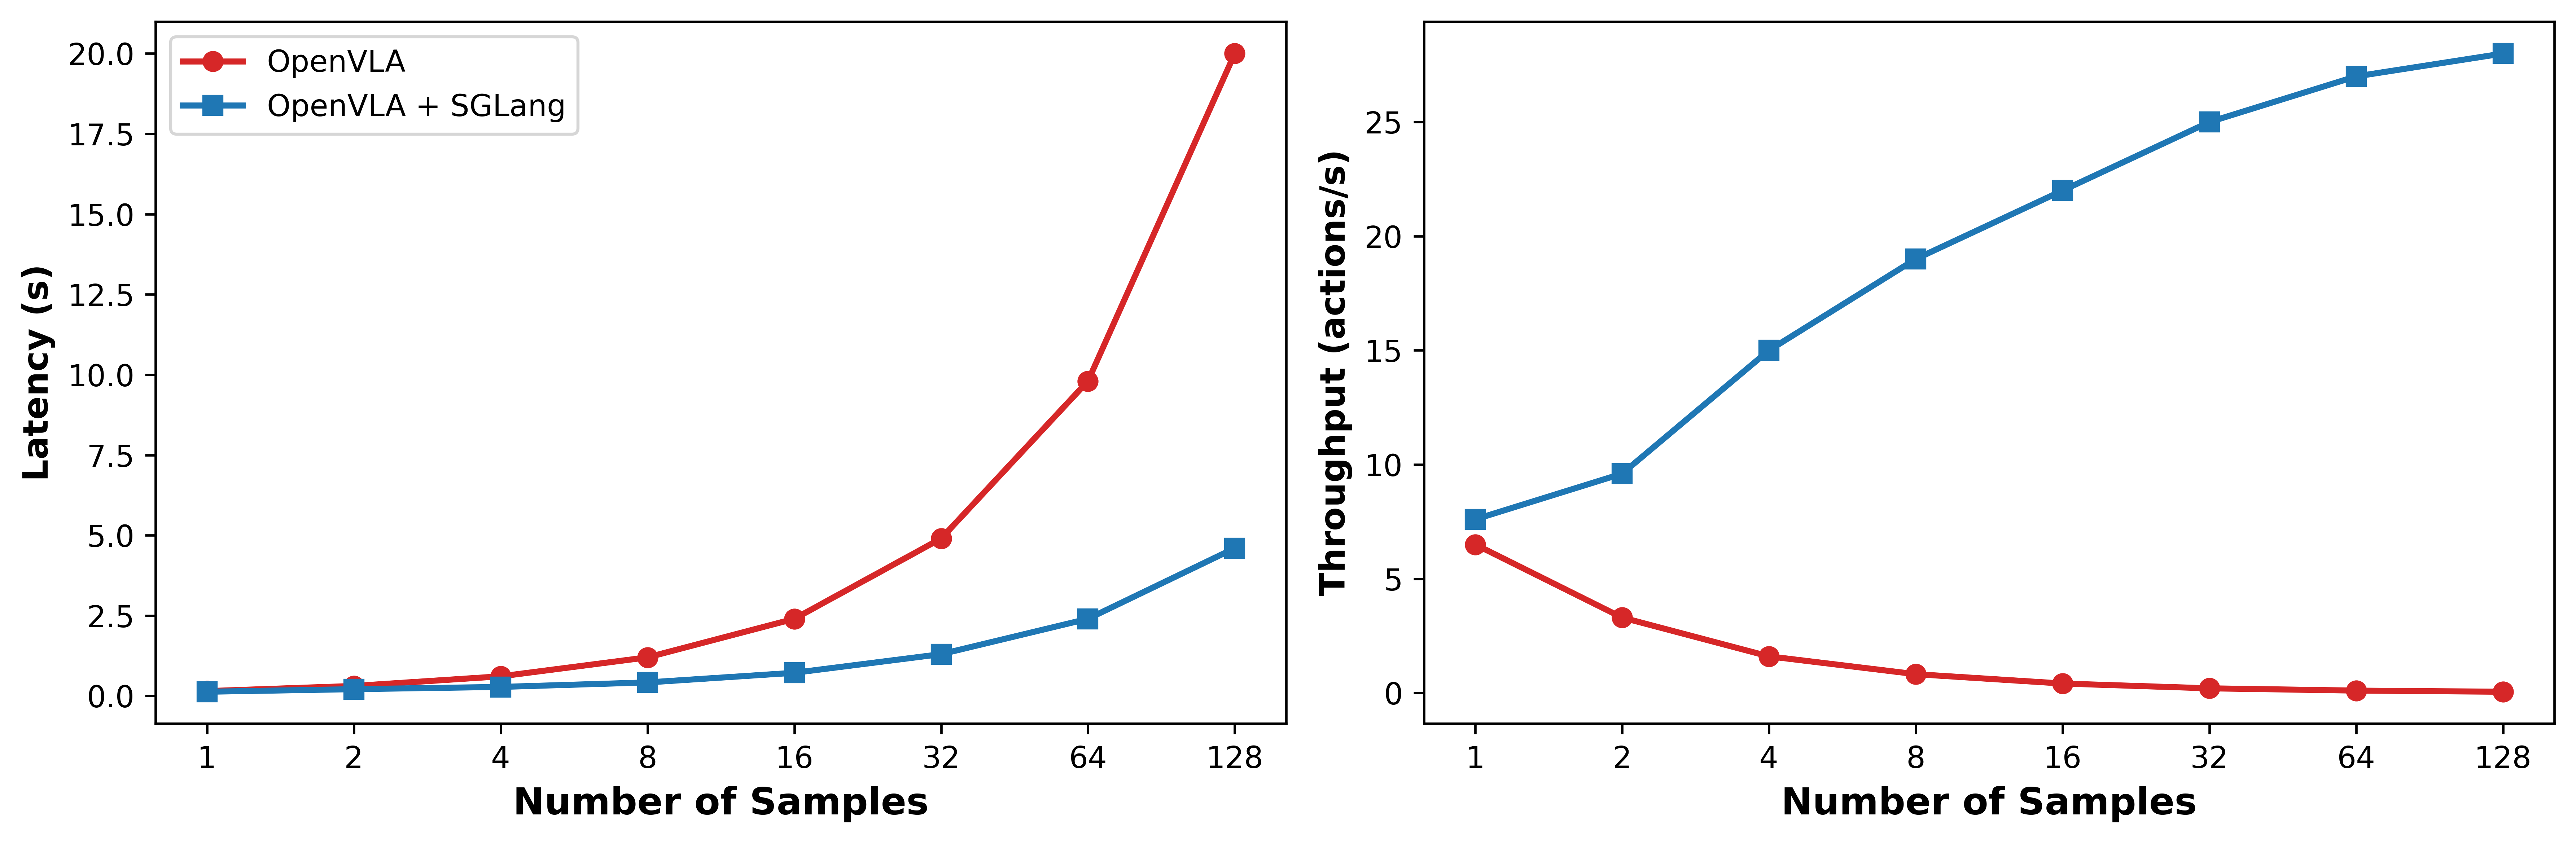 OpenVLA
OpenVLA + SGLang
Latency (s)
20.0
17.5
15.0
12.5
10.0
7.5
5.0
2.5
0.0
1 2 4 8 16 32 64 128
Number of Samples
Throughput (actions/s)
25
20
15
10
5
0
1 2 4 8 16 32 64 128
Number of Samples